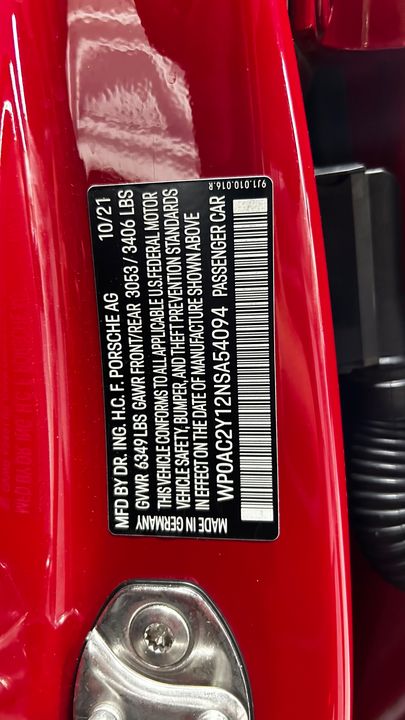 MFD BY DR. ING. H.C. F. PORSCHE AG 10/21
GVWR 6349 LBS GAWR FRONT/REAR 3053 / 3406 LBS
THIS VEHICLE CONFORMS TO ALL APPLICABLE U.S. FEDERAL MOTOR
VEHICLE SAFETY, BUMPER, AND THEFT PREVENTION STANDARDS
IN EFFECT ON THE DATE OF MANUFACTURE SHOWN ABOVE
WP0AC2Y12NSA54094 PASSENGER CAR
MADE IN GERMANY
9J1.010.016.R